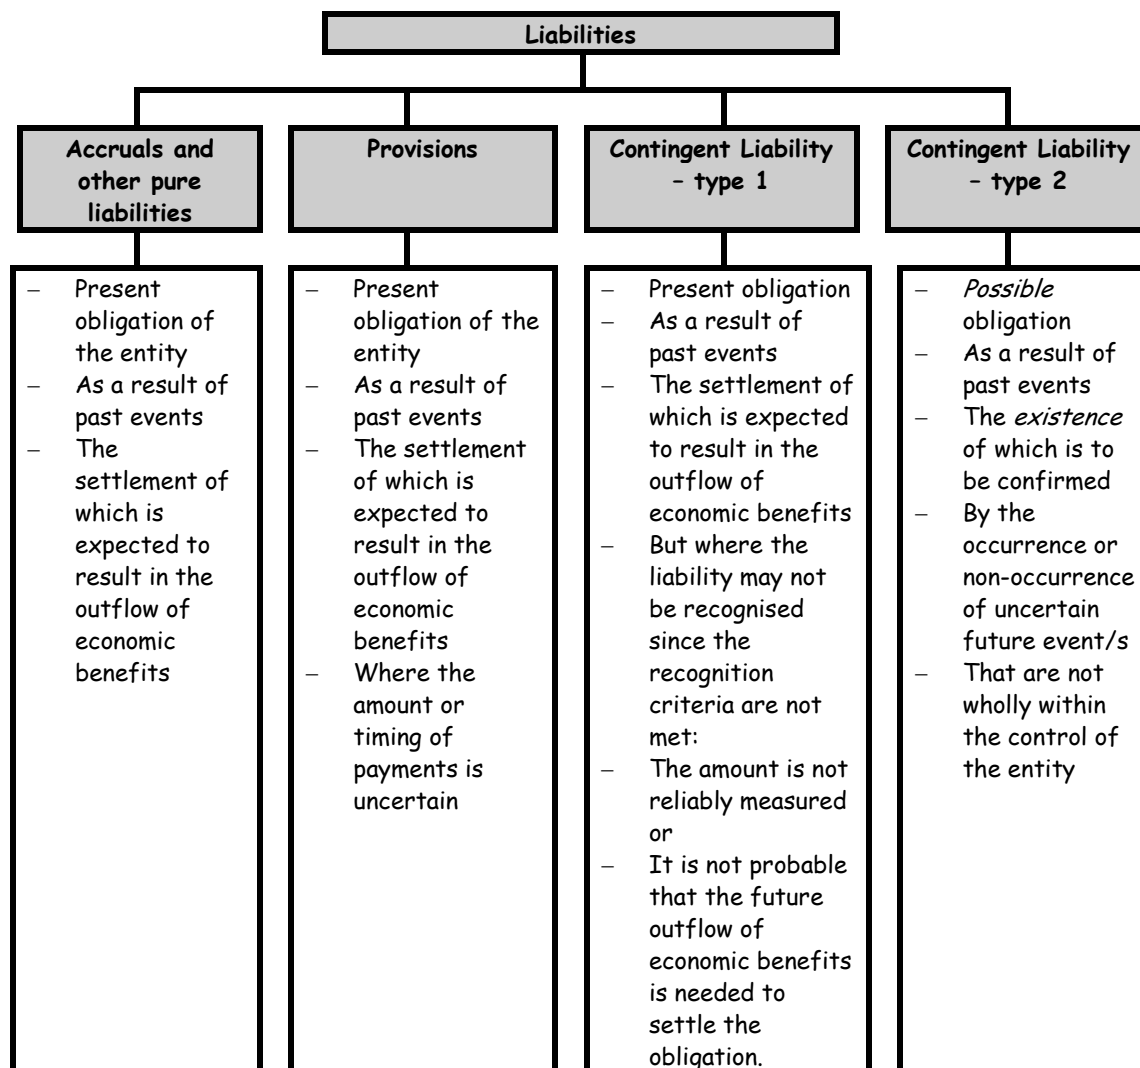 Liabilities
Accruals and
other pure
liabilities
Provisions
Contingent Liability
– type 1
Contingent Liability
– type 2
– Present
obligation of
the entity
– As a result of
past events
– The
settlement of
which is
expected to
result in the
outflow of
economic
benefits
– Present
obligation of the
entity
– As a result of
past events
– The settlement
of which is
expected to
result in the
outflow of
economic
benefits
– Where the
amount or
timing of
payments is
uncertain
– Present obligation
– As a result of
past events
– The settlement of
which is expected
to result in the
outflow of
economic benefits
– But where the
liability may not
be recognised
since the
recognition
criteria are not
met:
– The amount is not
reliably measured
or
– It is not probable
that the future
outflow of
economic benefits
is needed to
settle the
obligation.
– Possible
obligation
– As a result of
past events
– The existence
of which is to
be confirmed
– By the
occurrence or
non-occurrence
of uncertain
future event/s
– That are not
wholly within
the control of
the entity